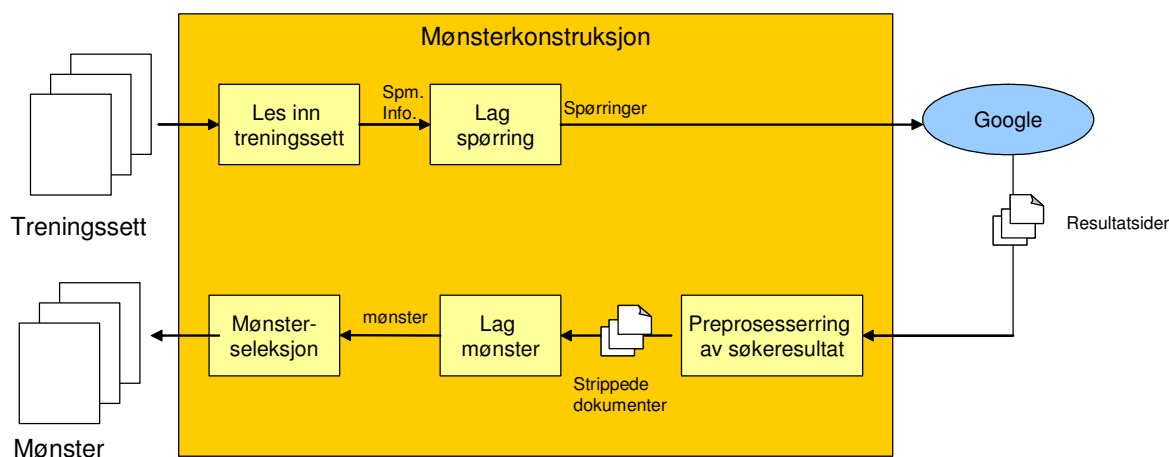 Mønsterkonstruksjon
Les inn
treningssett
Spm.
Info.
Lag
spørring
Spørringer
Google
Treningssett
Resultatsider
Mønster-
seleksjon
mønster
Lag
mønster
Strippede
dokumenter
Preprosesserring
av søkeresultat
Mønster